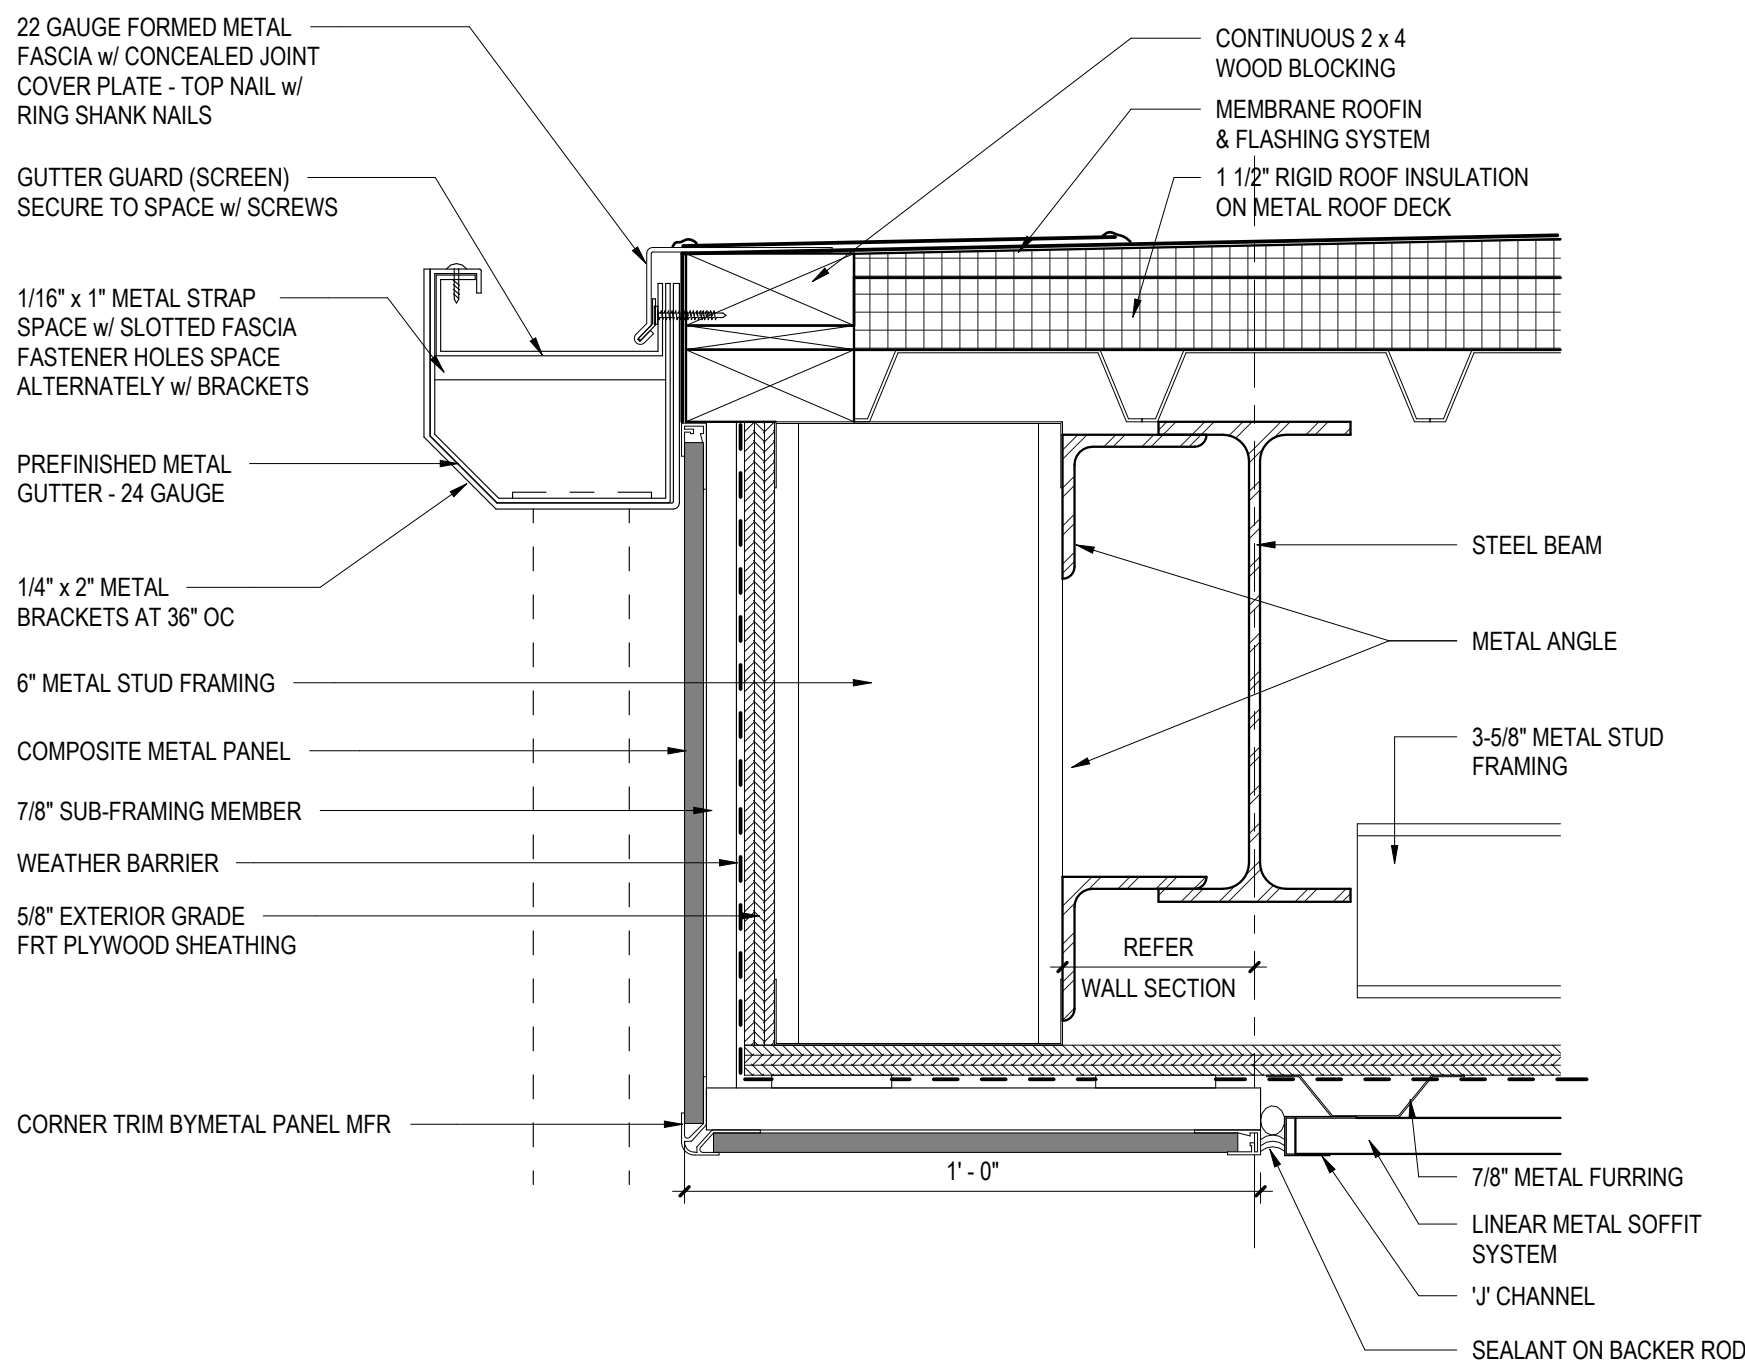 22 GAUGE FORMED METAL
FASCIA w/ CONCEALED JOINT
COVER PLATE - TOP NAIL w/
RING SHANK NAILS
GUTTER GUARD (SCREEN)
SECURE TO SPACE w/ SCREWS
1/16" x 1" METAL STRAP
SPACE w/ SLOTTED FASCIA
FASTENER HOLES SPACE
ALTERNATELY w/ BRACKETS
PREFINISHED METAL
GUTTER - 24 GAUGE
1/4" x 2" METAL
BRACKETS AT 36" OC
6" METAL STUD FRAMING
COMPOSITE METAL PANEL
7/8" SUB-FRAMING MEMBER
WEATHER BARRIER
5/8" EXTERIOR GRADE
FRT PLYWOOD SHEATHING
CORNER TRIM BYMETAL PANEL MFR
CONTINUOUS 2 x 4
WOOD BLOCKING
MEMBRANE ROOFIN
& FLASHING SYSTEM
1 1/2" RIGID ROOF INSULATION
ON METAL ROOF DECK
STEEL BEAM
METAL ANGLE
3-5/8" METAL STUD
FRAMING
REFER
WALL SECTION
1' - 0"
7/8" METAL FURRING
LINEAR METAL SOFFIT
SYSTEM
'J' CHANNEL
SEALANT ON BACKER ROD